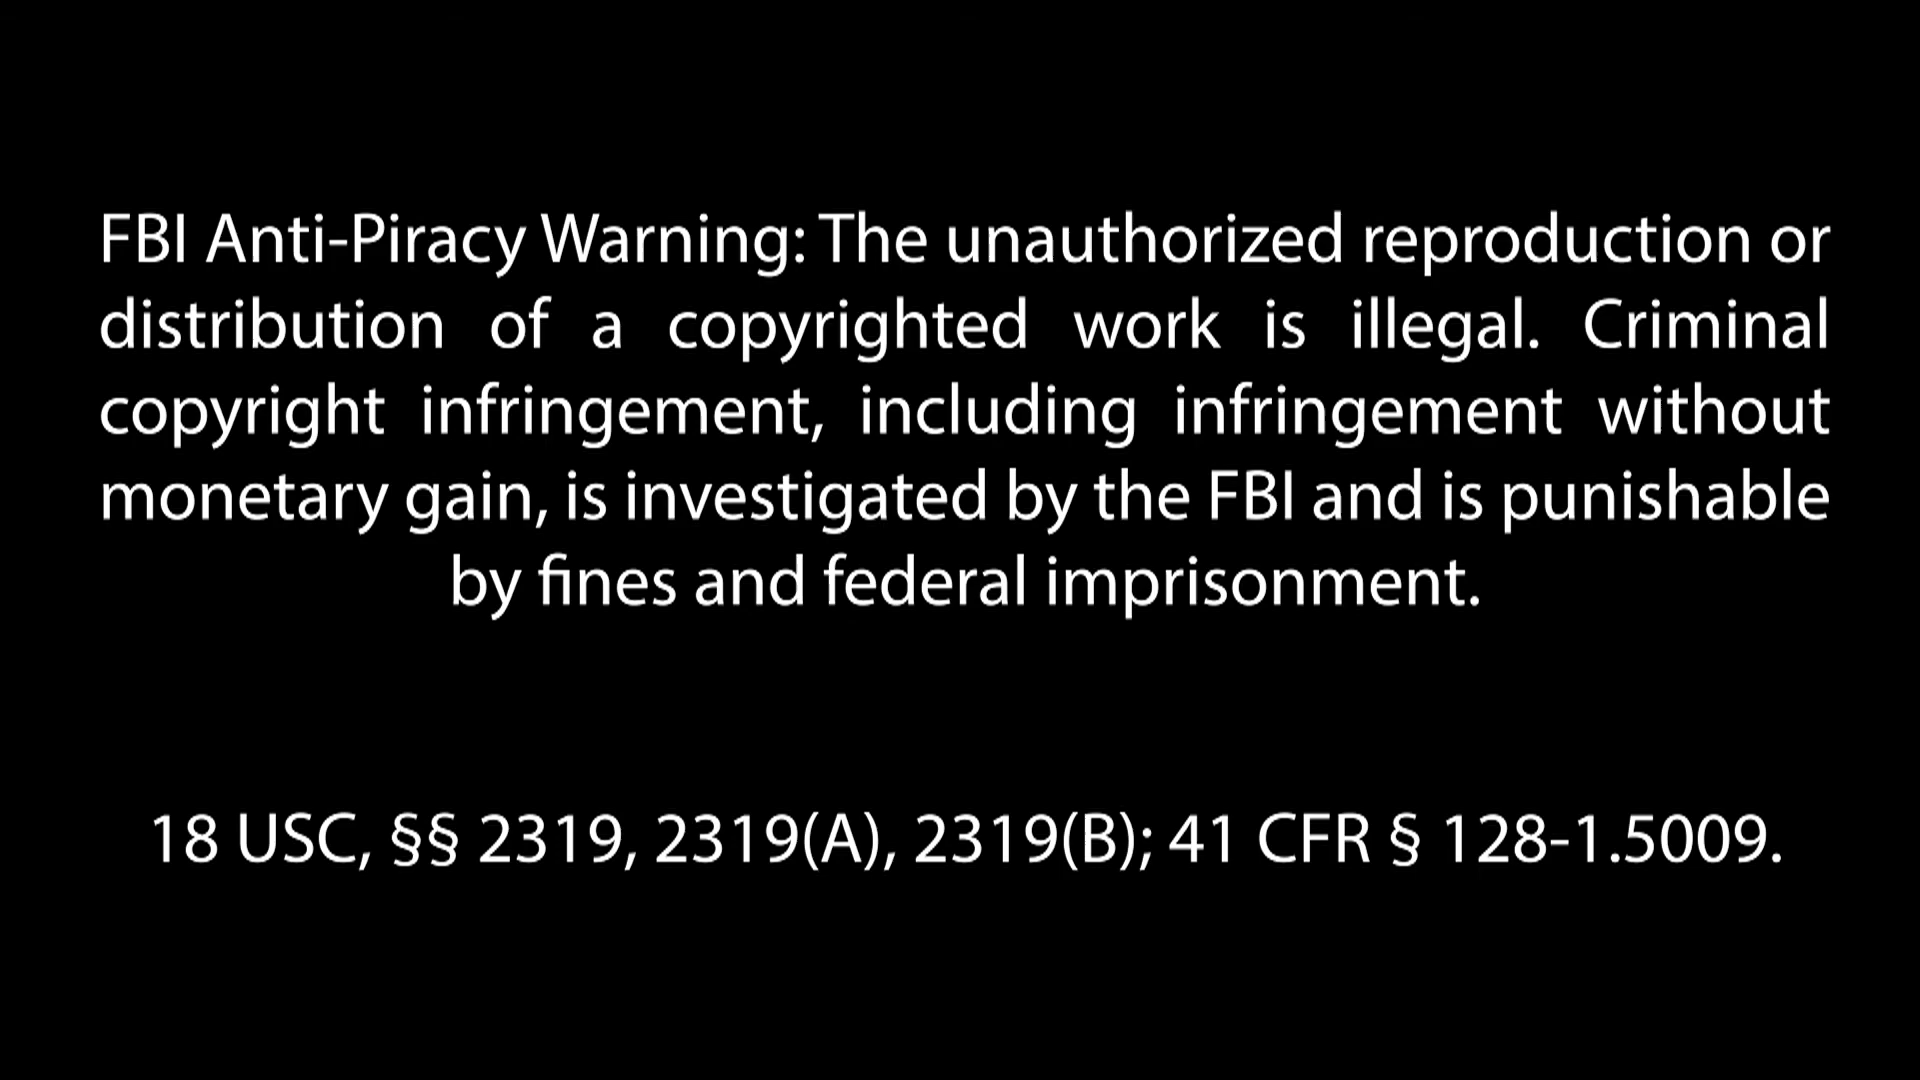 FBI Anti-Piracy Warning: The unauthorized reproduction or
distribution of a copyrighted work is illegal. Criminal
copyright infringement, including infringement without
monetary gain, is investigated by the FBI and is punishable
by fines and federal imprisonment.
18 USC, §§ 2319, 2319(A), 2319(B); 41 CFR § 128-1.5009.